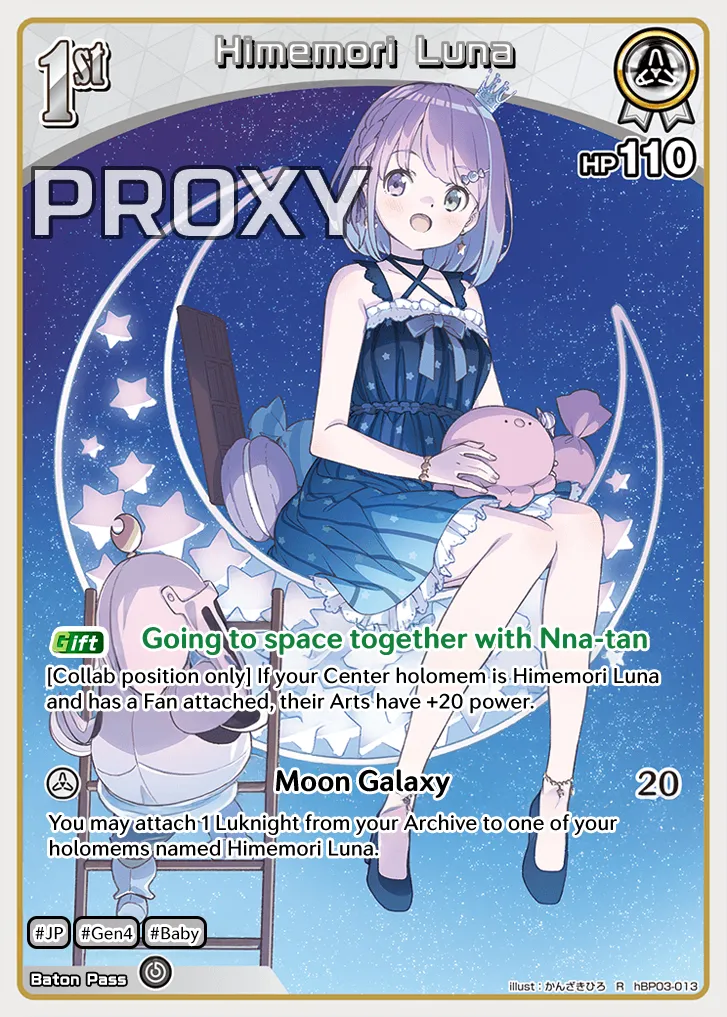 1st
Himemori Luna
HP110
PROXY
Gift Going to space together with Nna-tan
[Collab position only] If your Center holomem is Himemori Luna
and has a Fan attached, their Arts have +20 power.
Moon Galaxy 20
You may attach 1 Luknight from your Archive to one of your
holomems named Himemori Luna.
#JP #Gen4 #Baby
Baton Pass
illust : かんざきひろ R hBP03-013